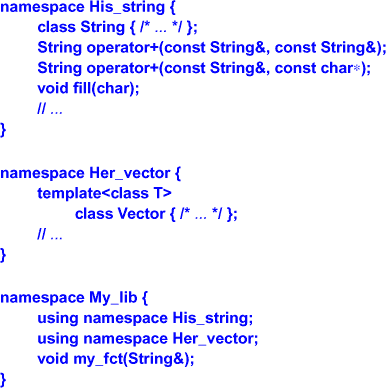 namespace His_string {
class String { /* ... */ };
String operator+(const String&, const String&);
String operator+(const String&, const char*);
void fill(char);
// ...
}
namespace Her_vector {
template<class T>
class Vector { /* ... */ };
// ...
}
namespace My_lib {
using namespace His_string;
using namespace Her_vector;
void my_fct(String&);
}